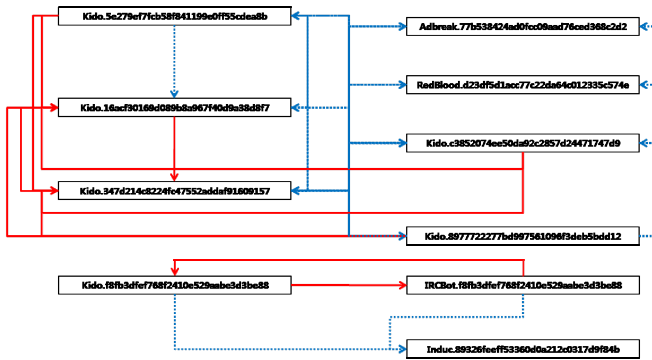 Kido.5e279ef7fcb58f841199e0ff55cdea8b
Adbreak.77b538424ad0fcc09aad76ced368c2d2
RedBlood.d23df5d1acc77c22da64c012335c574e
Kido.16acf30169d089b8a967f40d9a38d8f7
Kido.c3852074ee50da92c2857d24471747d9
Kido.347d214c8224fc47552addaf91609157
Kido.8977722277bd997561096f3deb5bdd12
Kido.f8fb3dfef768f2410e529aabe3d3be88
IRCBot.f8fb3dfef768f2410e529aabe3d3be88
Induc.89326feeff53360d0a212c0317d9f84b